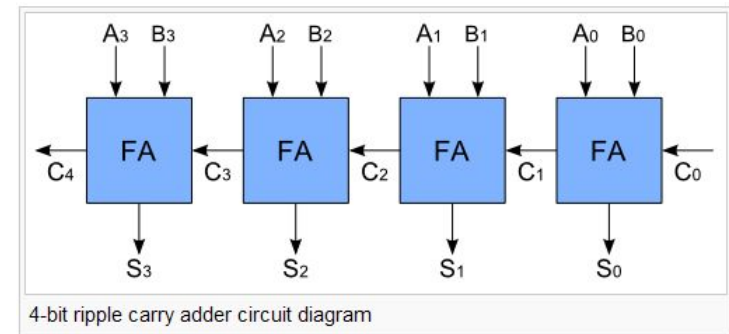 A3 B3 A2 B2 A1 B1 A0 B0
FA FA FA FA
C4 C3 C2 C1 C0
S3 S2 S1 S0
4-bit ripple carry adder circuit diagram